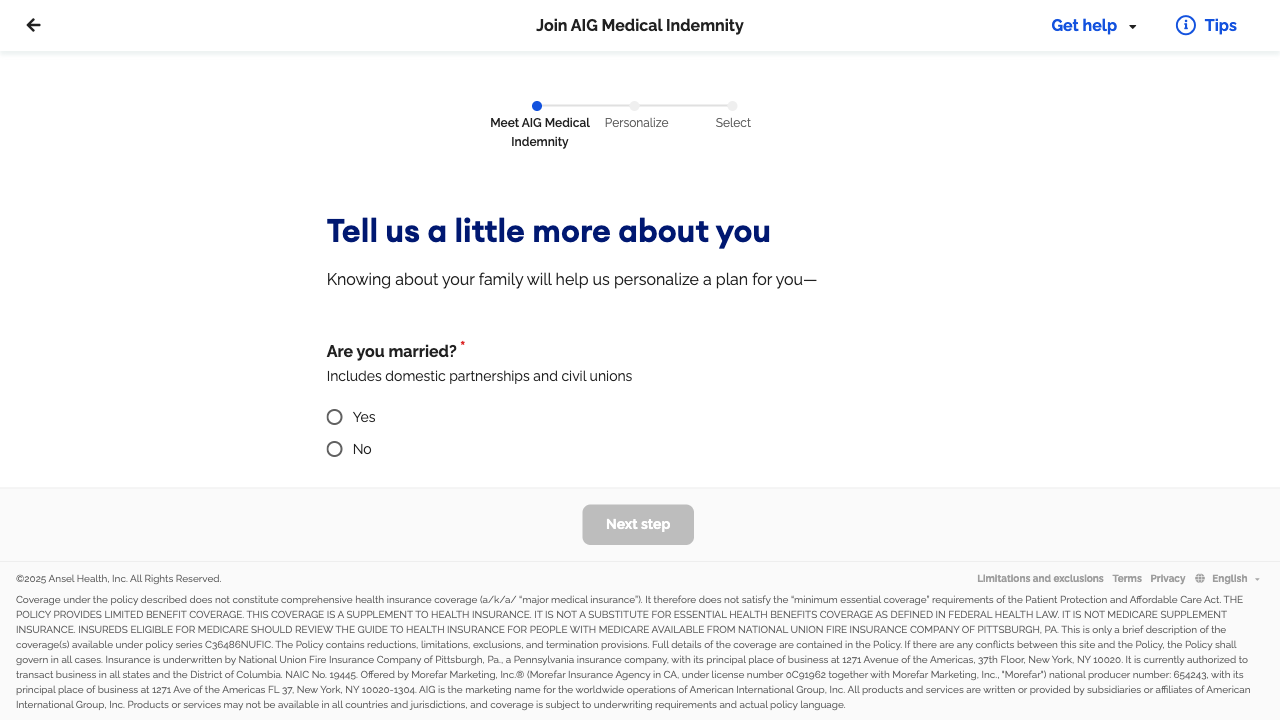 Join AIG Medical Indemnity
Get help
Tips
Meet AIG Medical
Indemnity
Personalize
Select
Tell us a little more about you
Knowing about your family will help us personalize a plan for you—
Are you married? *
Includes domestic partnerships and civil unions
Yes
No
Next step
©2025 Ansel Health, Inc. All Rights Reserved.
Limitations and exclusions
Terms
Privacy
English
Coverage under the policy described does not constitute comprehensive health insurance coverage (a/k/a/ “major medical insurance”). It therefore does not satisfy the “minimum essential coverage” requirements of the Patient Protection and Affordable Care Act. THE
POLICY PROVIDES LIMITED BENEFIT COVERAGE. THIS COVERAGE IS A SUPPLEMENT TO HEALTH INSURANCE. IT IS NOT A SUBSTITUTE FOR ESSENTIAL HEALTH BENEFITS COVERAGE AS DEFINED IN FEDERAL HEALTH LAW. IT IS NOT MEDICARE SUPPLEMENT
INSURANCE. INSUREDS ELIGIBLE FOR MEDICARE SHOULD REVIEW THE GUIDE TO HEALTH INSURANCE FOR PEOPLE WITH MEDICARE AVAILABLE FROM NATIONAL UNION FIRE INSURANCE COMPANY OF PITTSBURGH, PA. This is only a brief description of the
coverage(s) available under policy series C36486NUFIC. The Policy contains reductions, limitations, exclusions, and termination provisions. Full details of the coverage are contained in the Policy. If there are any conflicts between this site and the Policy, the Policy shall
govern in all cases. Insurance is underwritten by National Union Fire Insurance Company of Pittsburgh, Pa., a Pennsylvania insurance company, with its principal place of business at 1271 Avenue of the Americas, 37th Floor, New York, NY 10020. It is currently authorized to
transact business in all states and the District of Columbia. NAIC No. 19445. Offered by Morefar Marketing, Inc.® (Morefar Insurance Agency in CA, under license number 0C91962 together with Morefar Marketing, Inc., "Morefar") national producer number: 654243, with its
principal place of business at 1271 Ave of the Americas FL 37, New York, NY 10020-1304. AIG is the marketing name for the worldwide operations of American International Group, Inc. All products and services are written or provided by subsidiaries or affiliates of American
International Group, Inc. Products or services may not be available in all countries and jurisdictions, and coverage is subject to underwriting requirements and actual policy language.